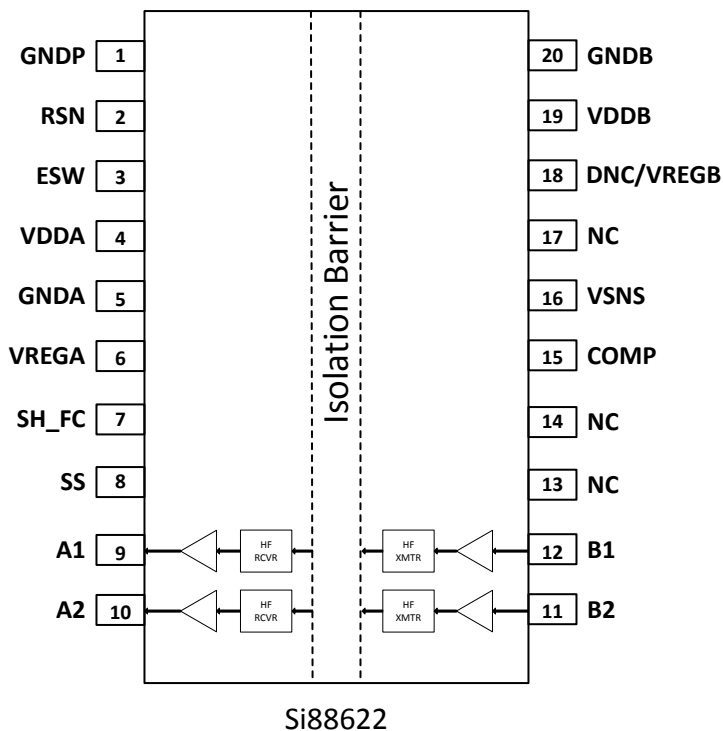 GNDP 1
20 GNDB
RSN 2
19 VDDB
ESW 3
18 DNC/VREGB
VDDA 4
17 NC
GNDA 5
16 VSNS
VREGA 6
15 COMP
SH_FC 7
14 NC
SS 8
13 NC
Isolation Barrier
A1 9
HF
RCVR
HF
XMTR
12 B1
A2 10
HF
RCVR
HF
XMTR
11 B2
Si88622